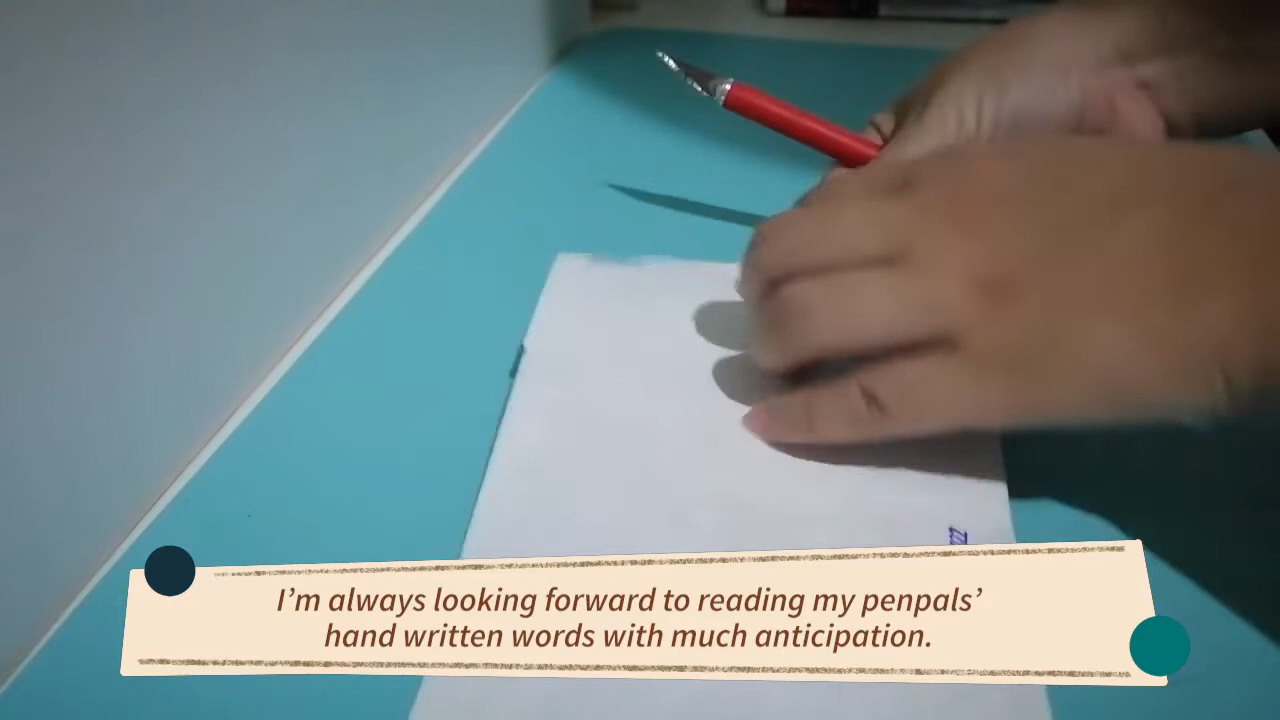 I’m always looking forward to reading my penpals’
hand written words with much anticipation.